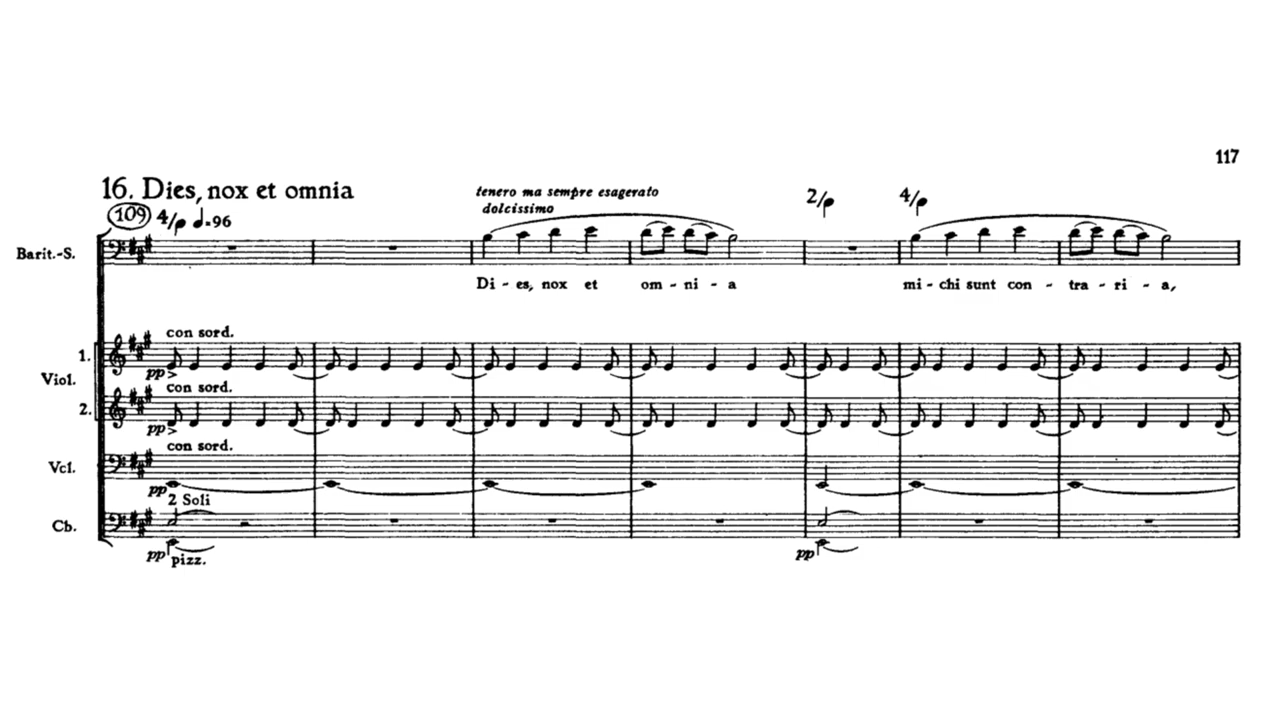 117
16. Dies, nox et omnia
tenero ma sempre esagerato
dolcissimo
109 4/ =96
2/ 4/
Barit.-S.
Di - es, nox et om - ni - a mi - chi sunt con - tra - ri - a,
con sord.
1.
pp>
Viol.
con sord.
2.
pp>
con sord.
Vcl.
pp
2 Soli
Cb.
pp pizz. pp